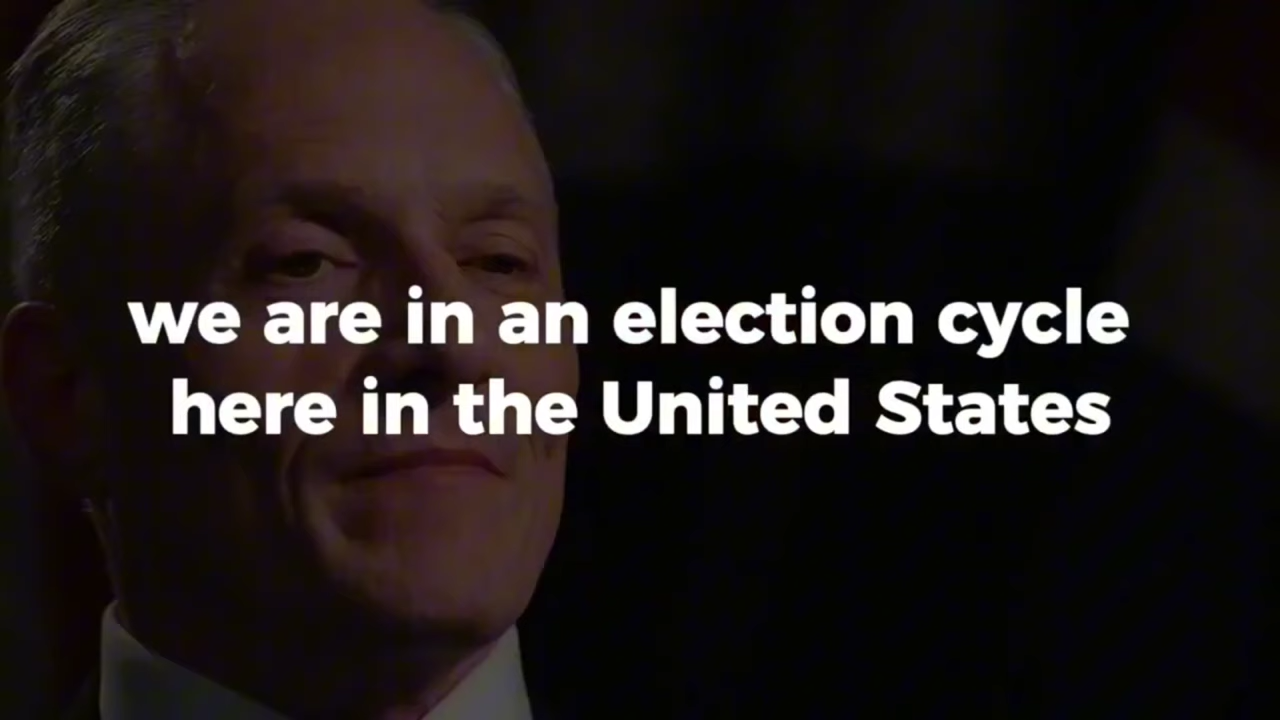 we are in an election cycle
here in the United States